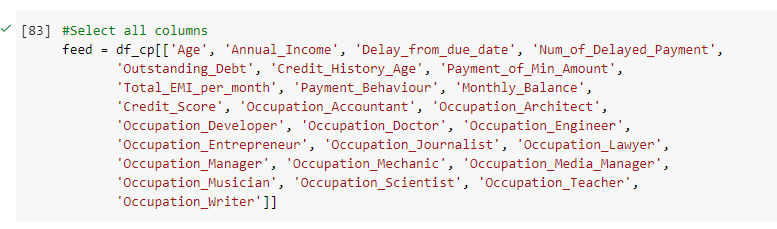 [83] #Select all columns
feed = df_cp[['Age', 'Annual_Income', 'Delay_from_due_date', 'Num_of_Delayed_Payment',
'Outstanding_Debt', 'Credit_History_Age', 'Payment_of_Min_Amount',
'Total_EMI_per_month', 'Payment_Behaviour', 'Monthly_Balance',
'Credit_Score', 'Occupation_Accountant', 'Occupation_Architect',
'Occupation_Developer', 'Occupation_Doctor', 'Occupation_Engineer',
'Occupation_Entrepreneur', 'Occupation_Journalist', 'Occupation_Lawyer',
'Occupation_Manager', 'Occupation_Mechanic', 'Occupation_Media_Manager',
'Occupation_Musician', 'Occupation_Scientist', 'Occupation_Teacher',
'Occupation_Writer']]